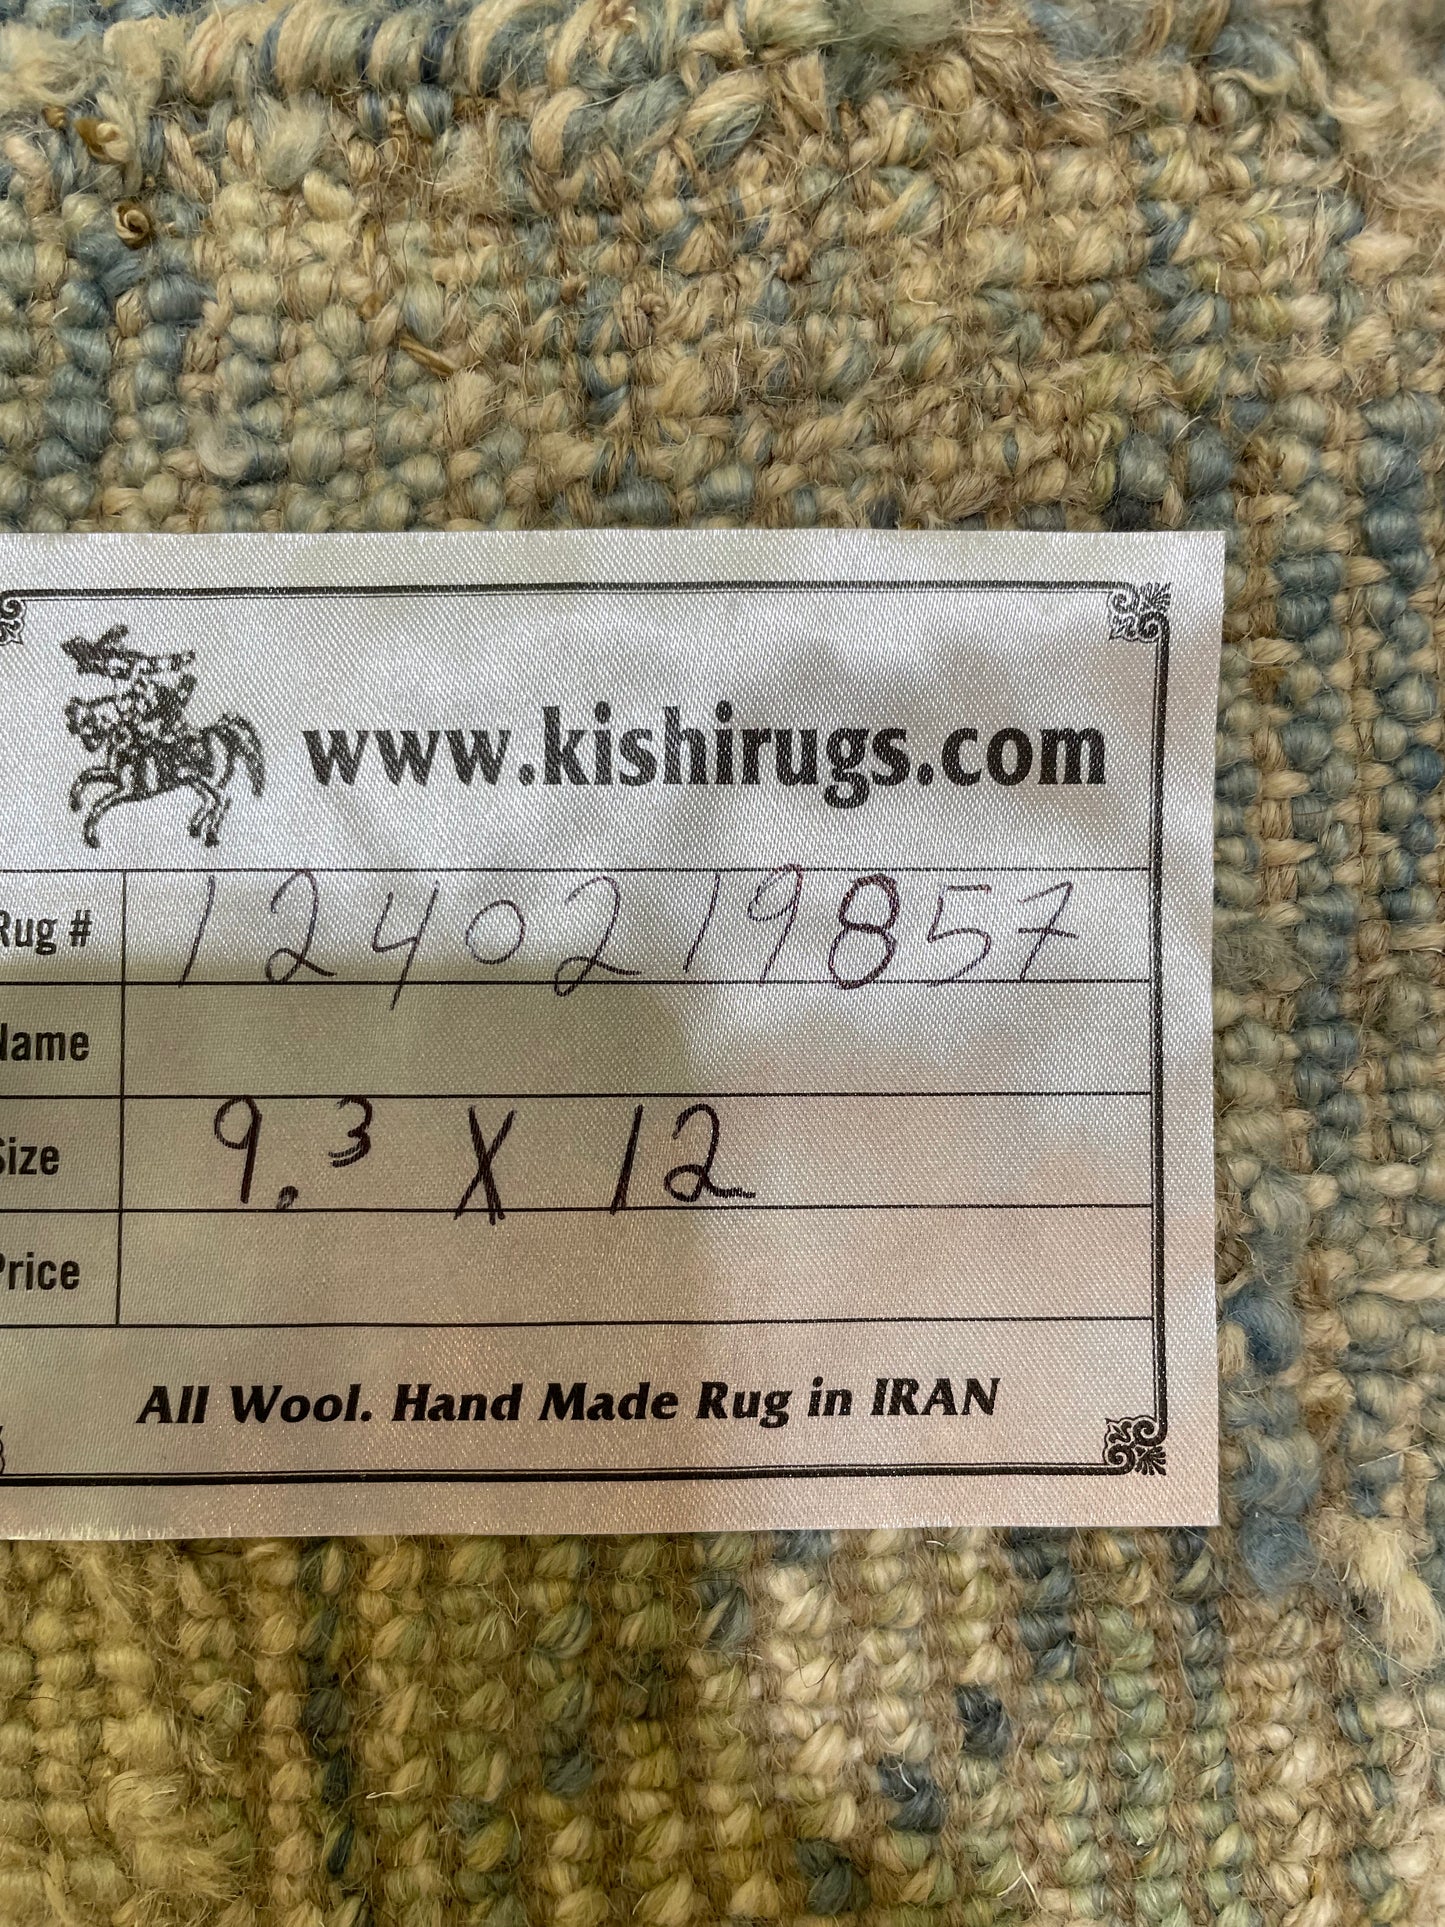 www.kishirugs.com
Rug # 1240219857
Name
Size 9.3 X 12
Price
All Wool. Hand Made Rug in IRAN